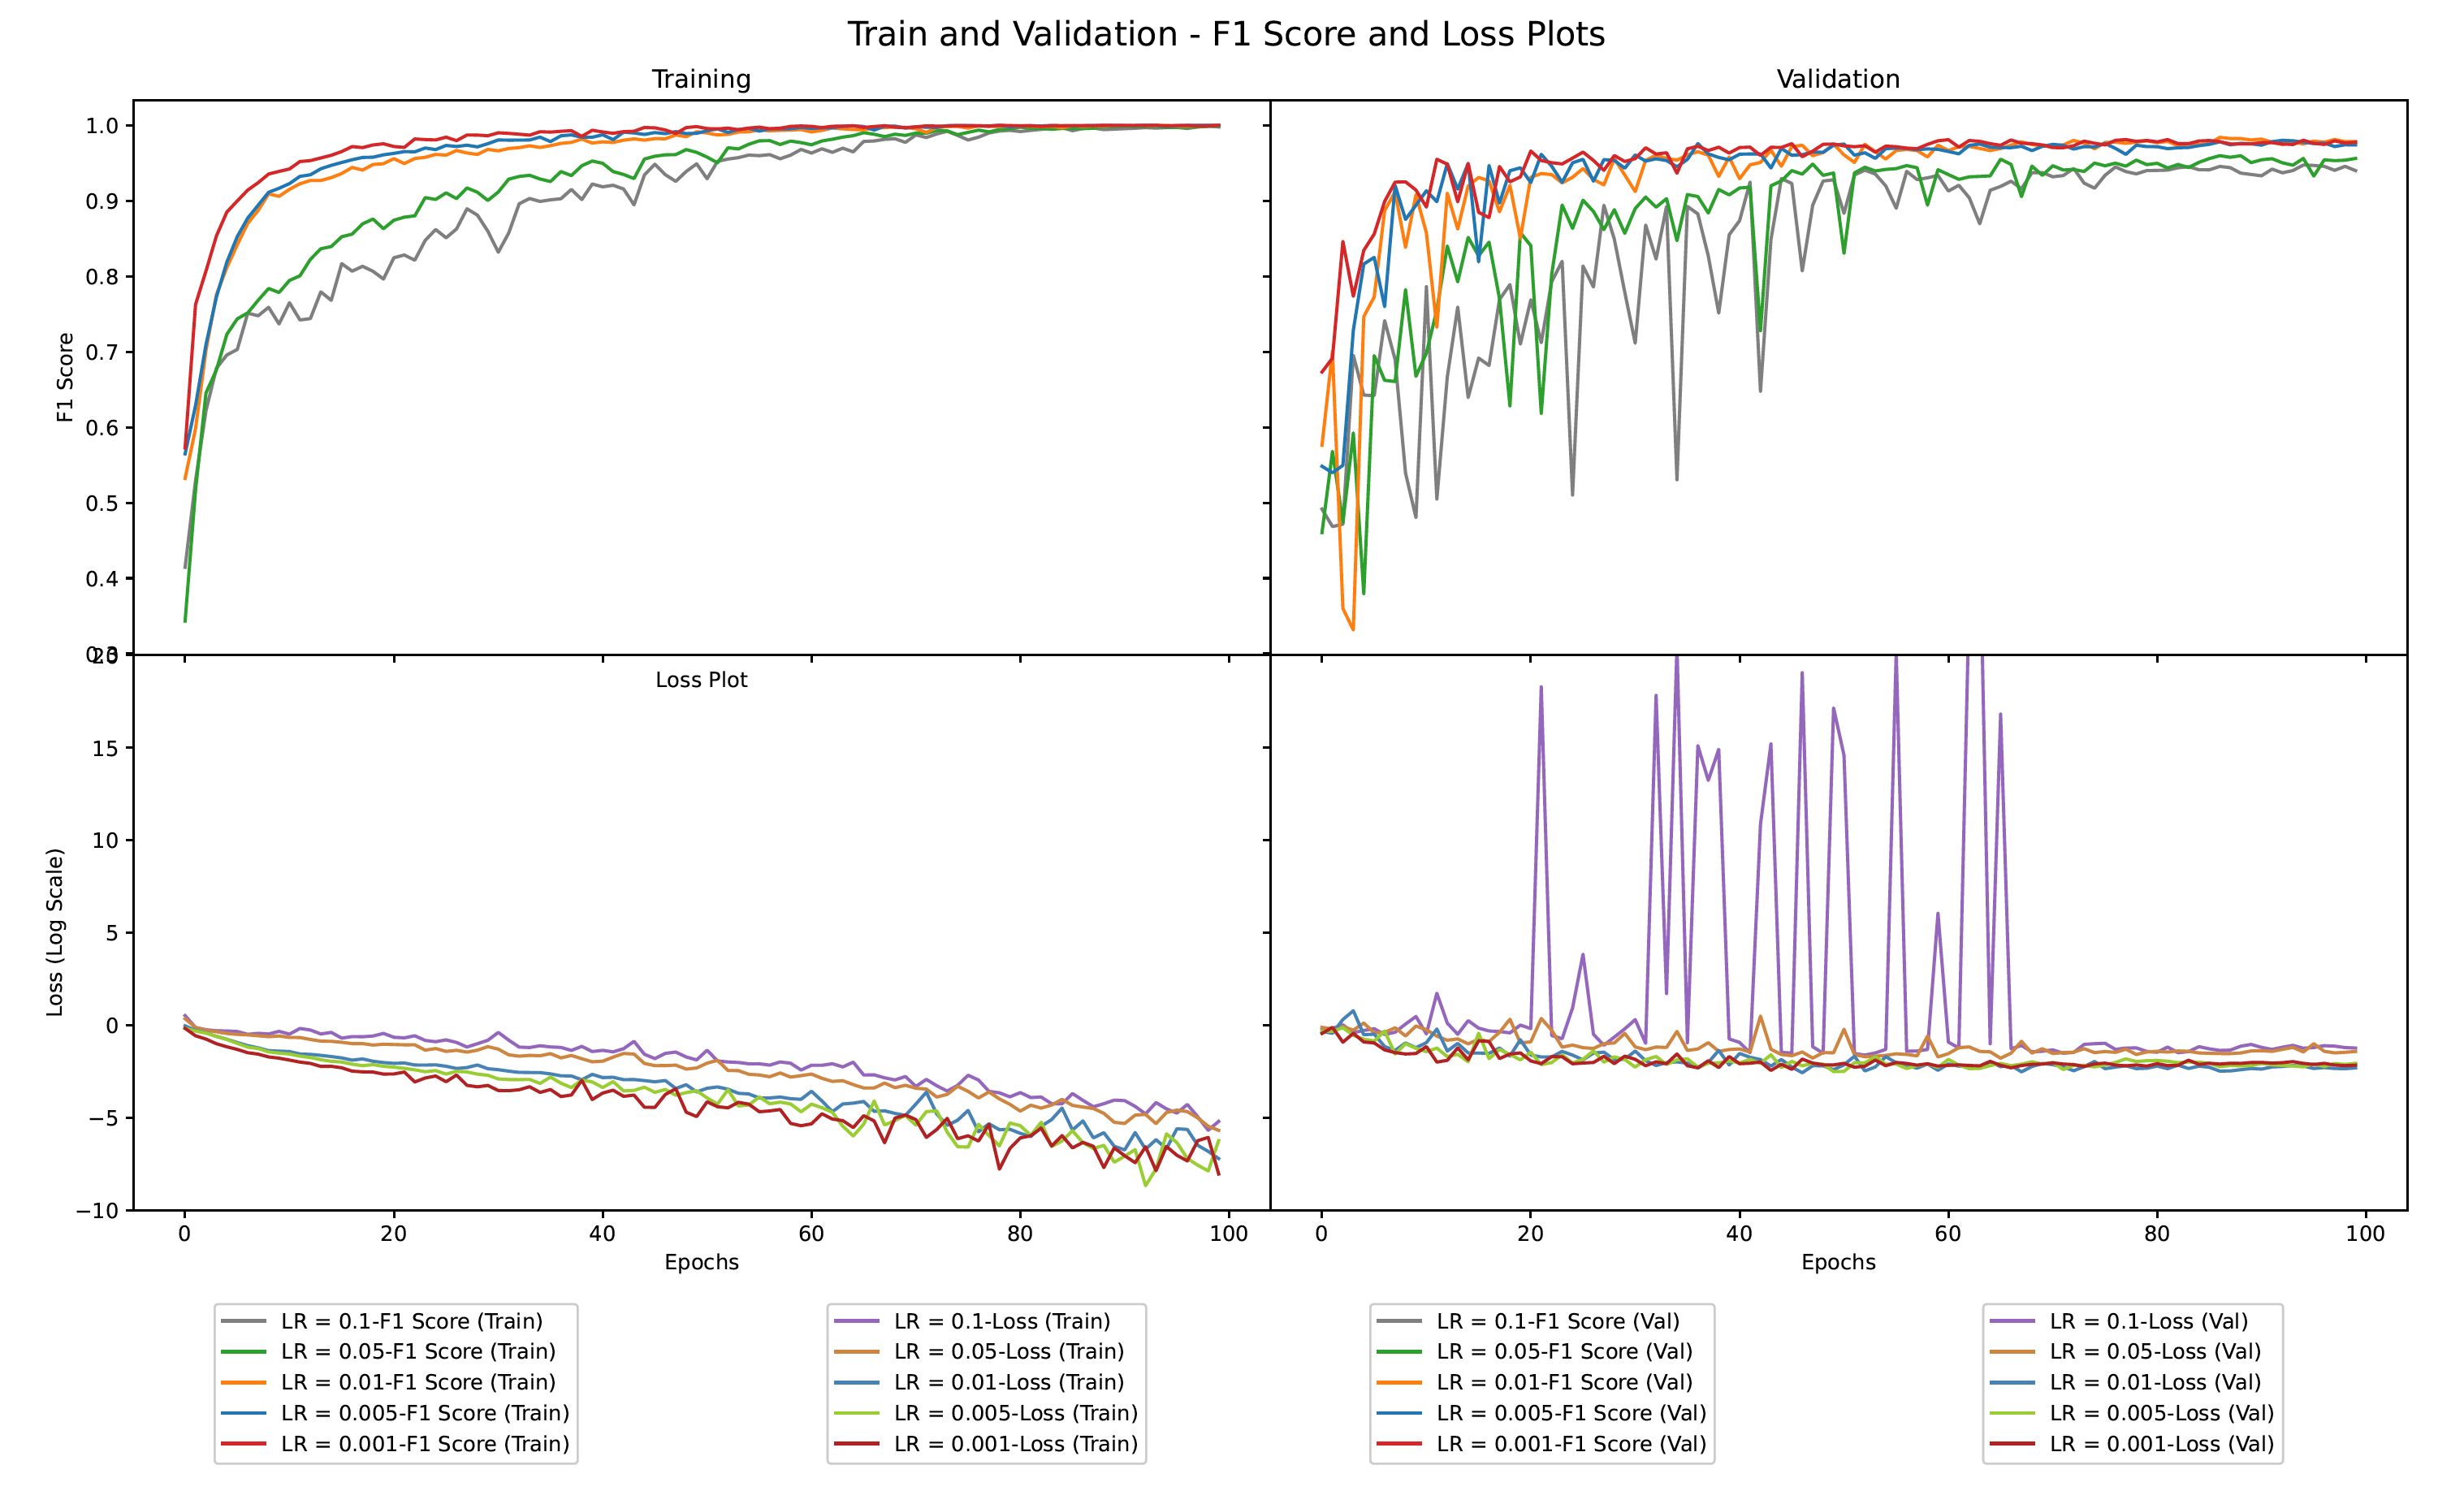 Train and Validation - F1 Score and Loss Plots
Training
Validation
1.0
0.9
0.8
0.7
0.6
0.5
0.4
0.3
F1 Score
20
Loss Plot
15
10
5
0
−5
−10
Loss (Log Scale)
0 20 40 60 80 100
0 20 40 60 80 100
Epochs
Epochs
LR = 0.1-F1 Score (Train)
LR = 0.05-F1 Score (Train)
LR = 0.01-F1 Score (Train)
LR = 0.005-F1 Score (Train)
LR = 0.001-F1 Score (Train)
LR = 0.1-Loss (Train)
LR = 0.05-Loss (Train)
LR = 0.01-Loss (Train)
LR = 0.005-Loss (Train)
LR = 0.001-Loss (Train)
LR = 0.1-F1 Score (Val)
LR = 0.05-F1 Score (Val)
LR = 0.01-F1 Score (Val)
LR = 0.005-F1 Score (Val)
LR = 0.001-F1 Score (Val)
LR = 0.1-Loss (Val)
LR = 0.05-Loss (Val)
LR = 0.01-Loss (Val)
LR = 0.005-Loss (Val)
LR = 0.001-Loss (Val)